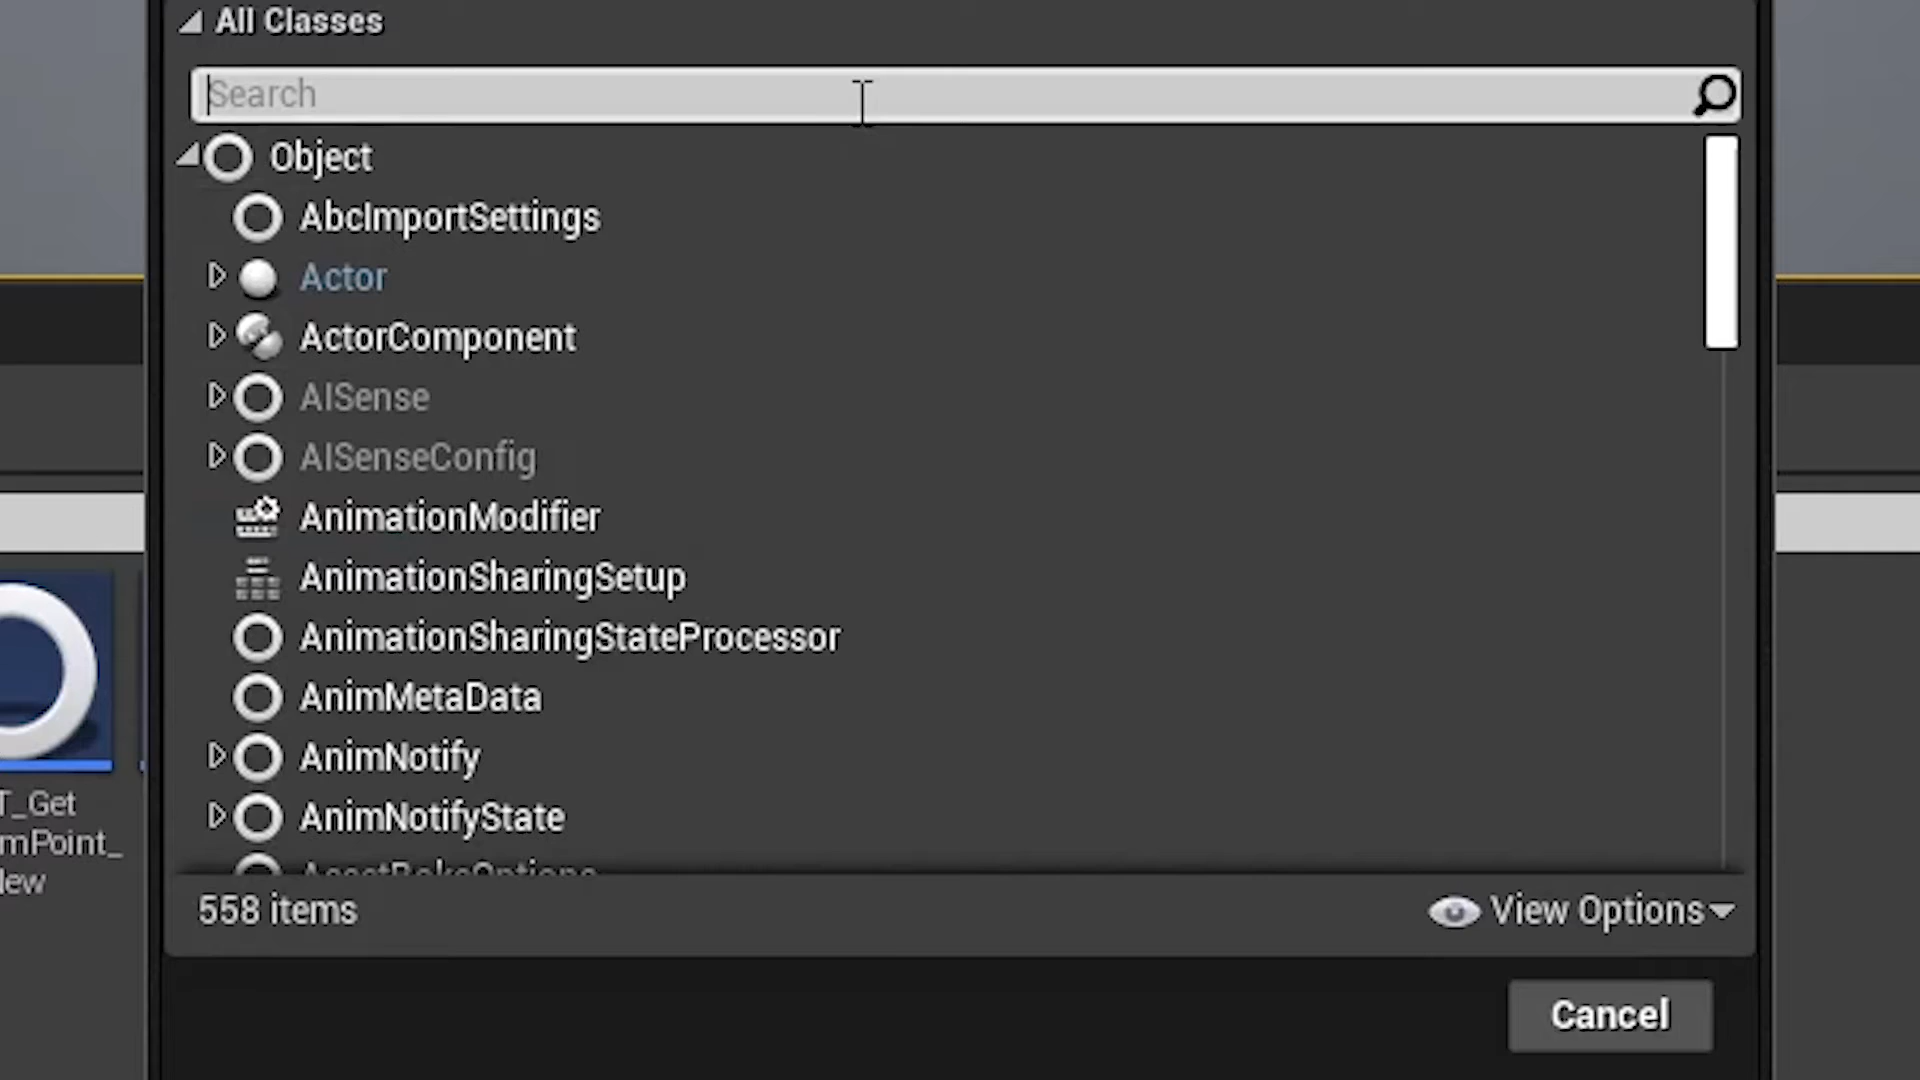 All Classes
Search
Object
AbcImportSettings
Actor
ActorComponent
AISense
AISenseConfig
AnimationModifier
AnimationSharingSetup
AnimationSharingStateProcessor
AnimMetaData
AnimNotify
AnimNotifyState
AssetBakeOptions
558 items
View Options
Cancel
T_Get
mPoint_
lew